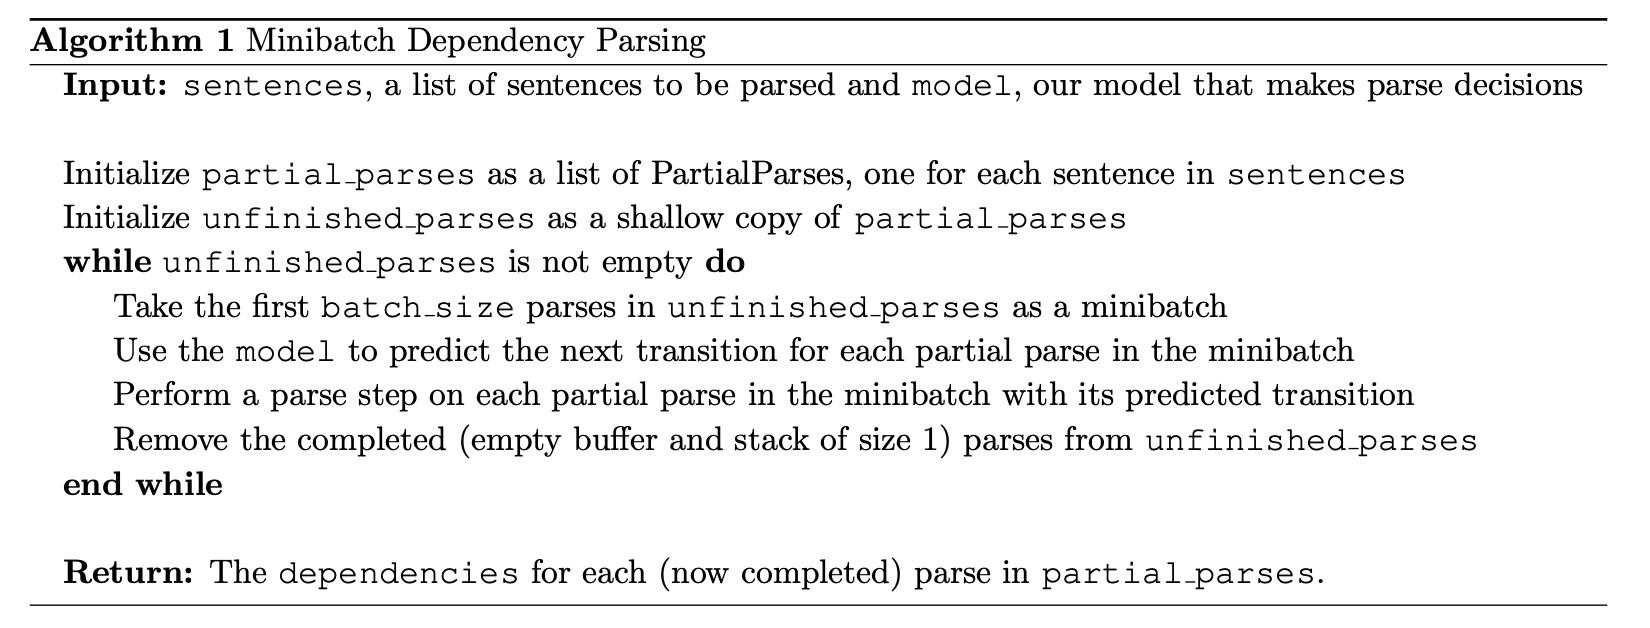 Algorithm 1 Minibatch Dependency Parsing
Input: sentences, a list of sentences to be parsed and model, our model that makes parse decisions
Initialize partial_parses as a list of PartialParses, one for each sentence in sentences
Initialize unfinished_parses as a shallow copy of partial_parses
while unfinished_parses is not empty do
Take the first batch_size parses in unfinished_parses as a minibatch
Use the model to predict the next transition for each partial parse in the minibatch
Perform a parse step on each partial parse in the minibatch with its predicted transition
Remove the completed (empty buffer and stack of size 1) parses from unfinished_parses
end while
Return: The dependencies for each (now completed) parse in partial_parses.